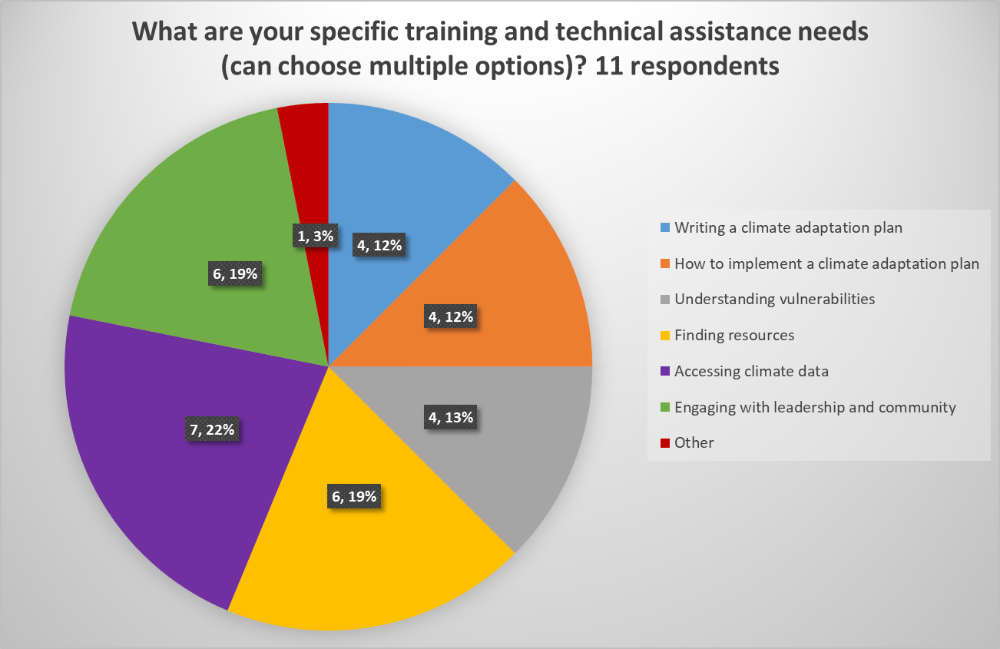 What are your specific training and technical assistance needs
(can choose multiple options)? 11 respondents
1, 3%
4, 12%
6, 19%
4, 12%
4, 13%
7, 22%
6, 19%
Writing a climate adaptation plan
How to implement a climate adaptation plan
Understanding vulnerabilities
Finding resources
Accessing climate data
Engaging with leadership and community
Other